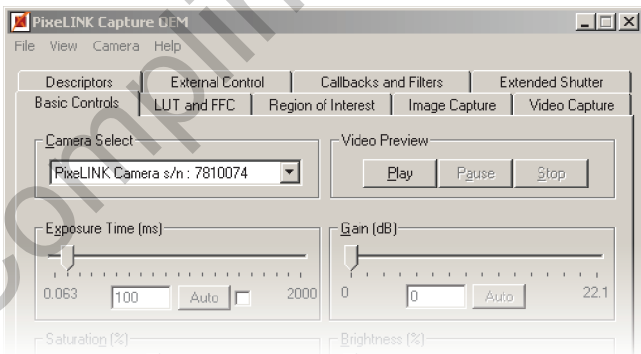 PixeLINK Capture OEM
File View Camera Help
Descriptors External Control Callbacks and Filters Extended Shutter
Basic Controls LUT and FFC Region of Interest Image Capture Video Capture
Camera Select Video Preview
PixeLINK Camera s/n : 7810074 Play Pause Stop
Exposure Time (ms) Gain (dB)
0.063 100 Auto 2000 0 0 Auto 22.1
Saturation (%) Brightness (%)